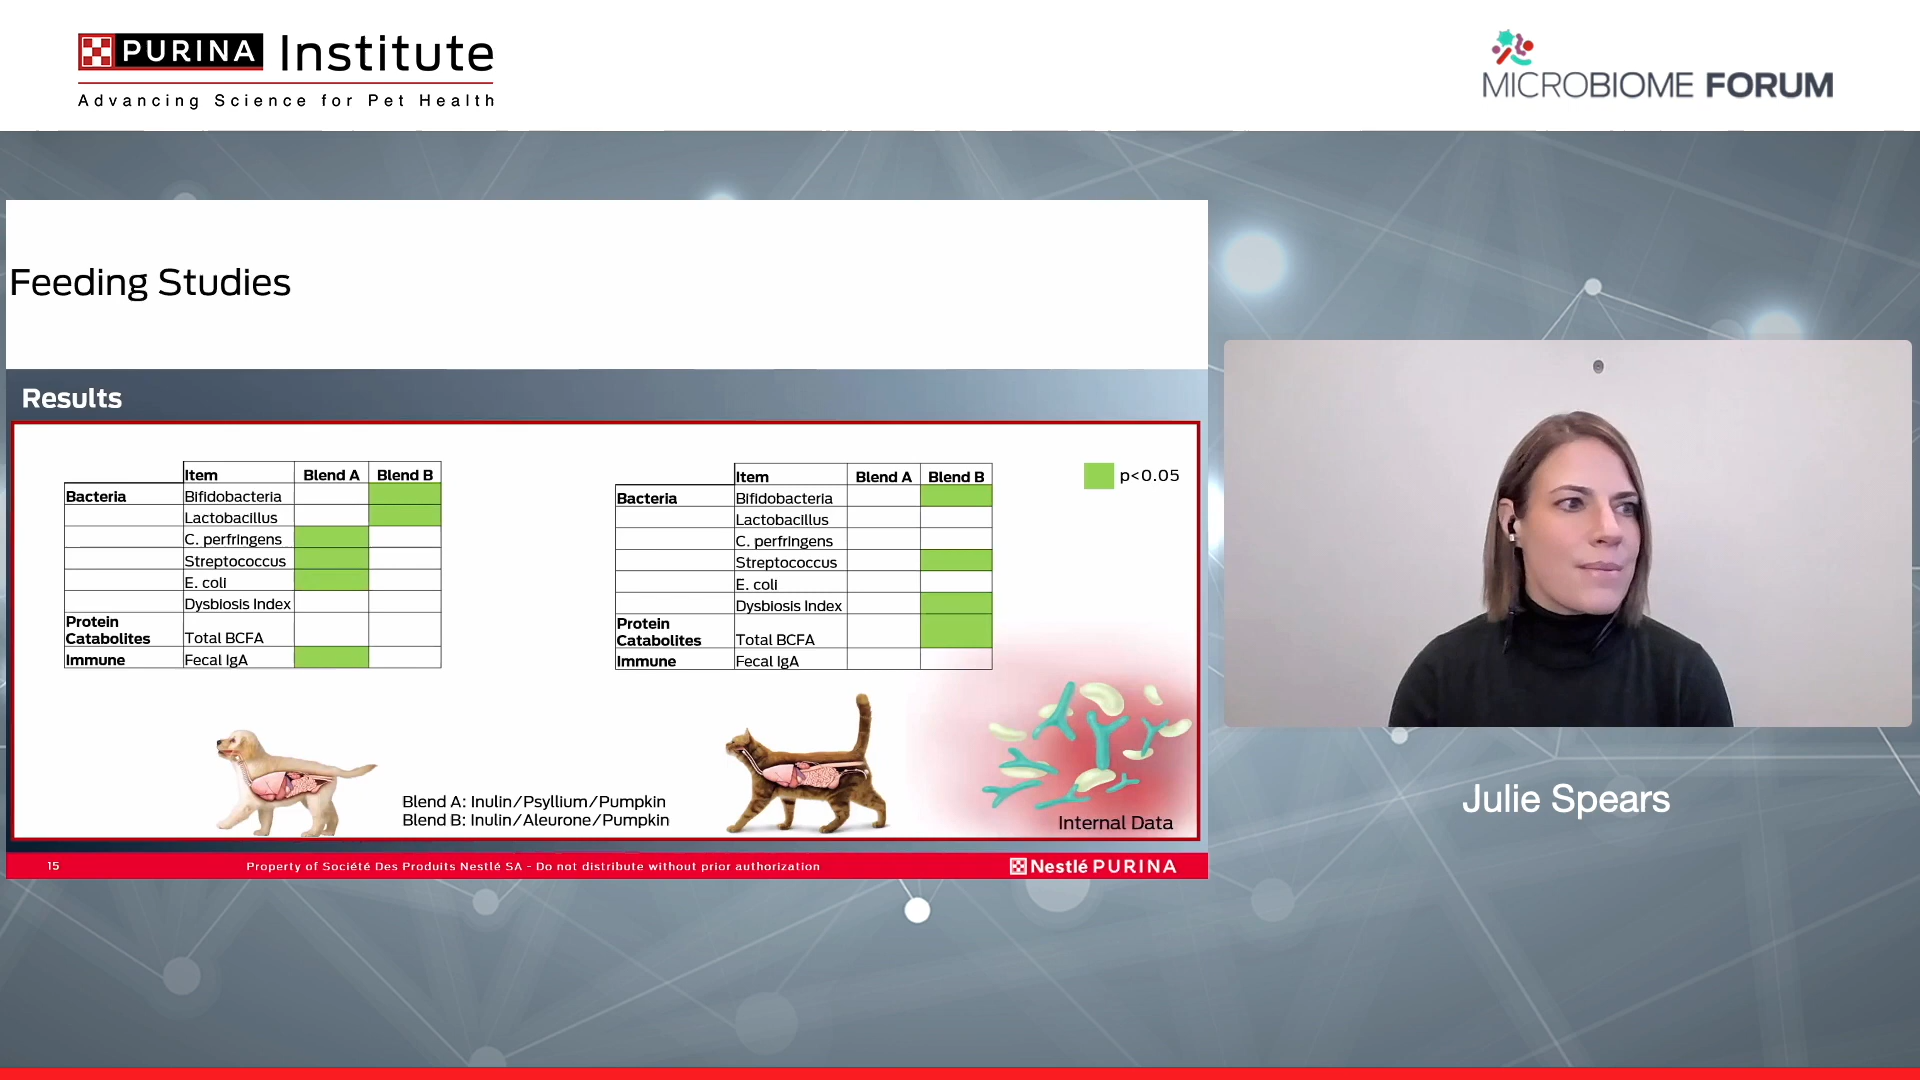 PURINA Institute
Advancing Science for Pet Health
MICROBIOME FORUM
Feeding Studies
Results
Item Blend A Blend B
Bacteria Bifidobacteria
Lactobacillus
C. perfringens
Streptococcus
E. coli
Dysbiosis Index
Protein
Catabolites Total BCFA
Immune Fecal IgA
Item Blend A Blend B
Bacteria Bifidobacteria
Lactobacillus
C. perfringens
Streptococcus
E. coli
Dysbiosis Index
Protein
Catabolites Total BCFA
Immune Fecal IgA
p<0.05
Blend A: Inulin/Psyllium/Pumpkin
Blend B: Inulin/Aleurone/Pumpkin
Internal Data
15 Property of Société Des Produits Nestlé SA - Do not distribute without prior authorization Nestlé PURINA
Julie Spears